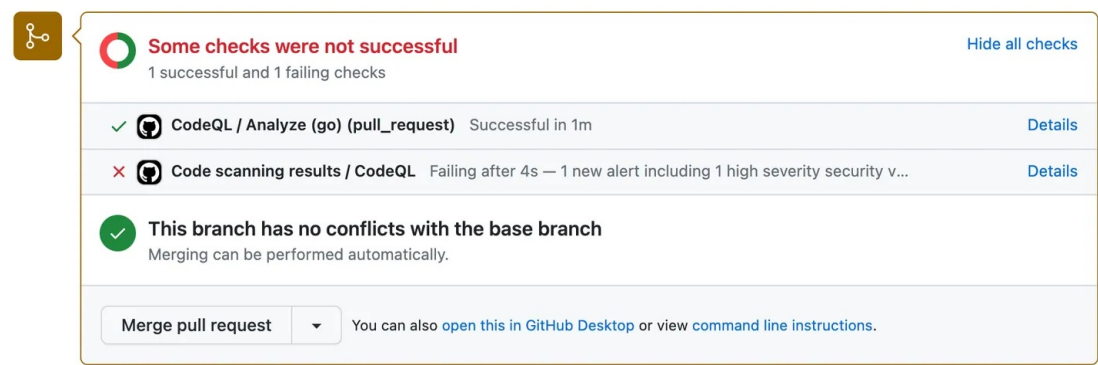 Some checks were not successful
Hide all checks
1 successful and 1 failing checks
CodeQL / Analyze (go) (pull_request) Successful in 1m Details
Code scanning results / CodeQL Failing after 4s — 1 new alert including 1 high severity security v... Details
This branch has no conflicts with the base branch
Merging can be performed automatically.
Merge pull request You can also open this in GitHub Desktop or view command line instructions.